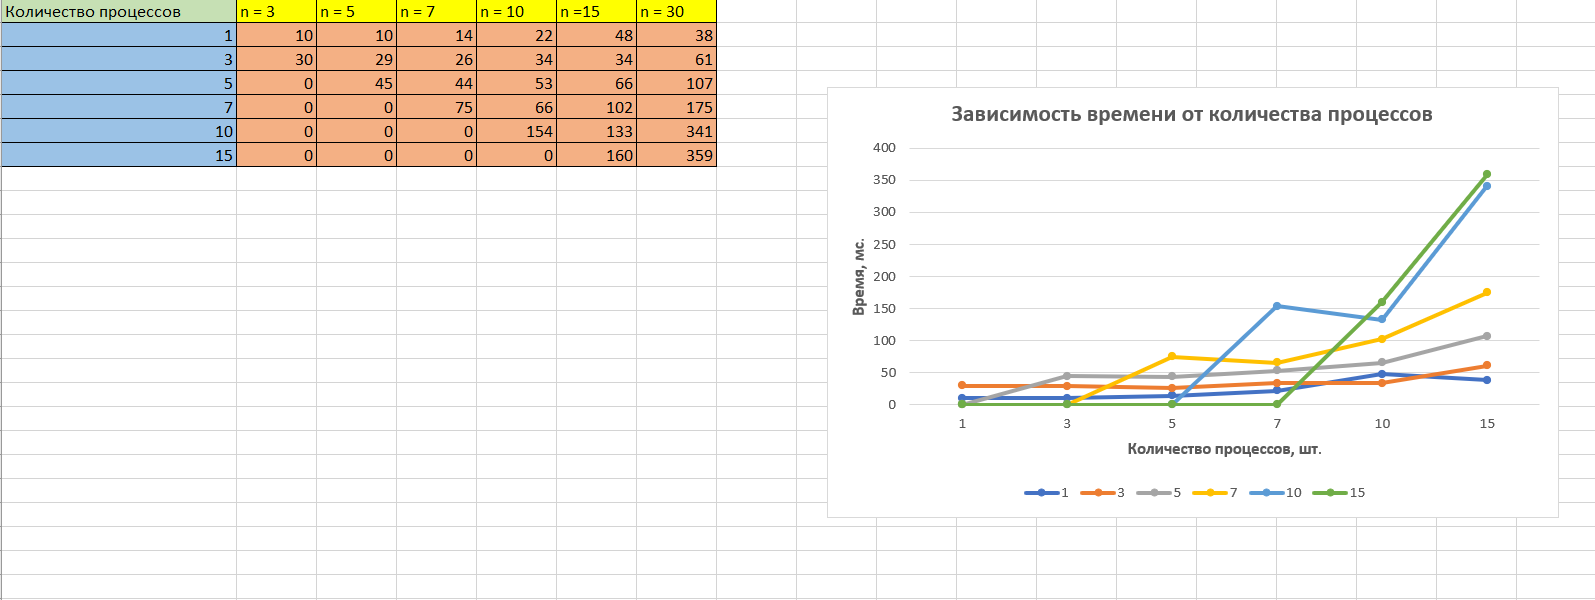 Количество процессов n = 3 n = 5 n = 7 n = 10 n =15 n = 30
1 10 10 14 22 48 38
3 30 29 26 34 34 61
5 0 45 44 53 66 107
7 0 0 75 66 102 175
10 0 0 0 154 133 341
15 0 0 0 0 160 359
Зависимость времени от количества процессов
400
350
300
250
200
150
100
50
0
Время, мс.
1 3 5 7 10 15
Количество процессов, шт.
1 3 5 7 10 15